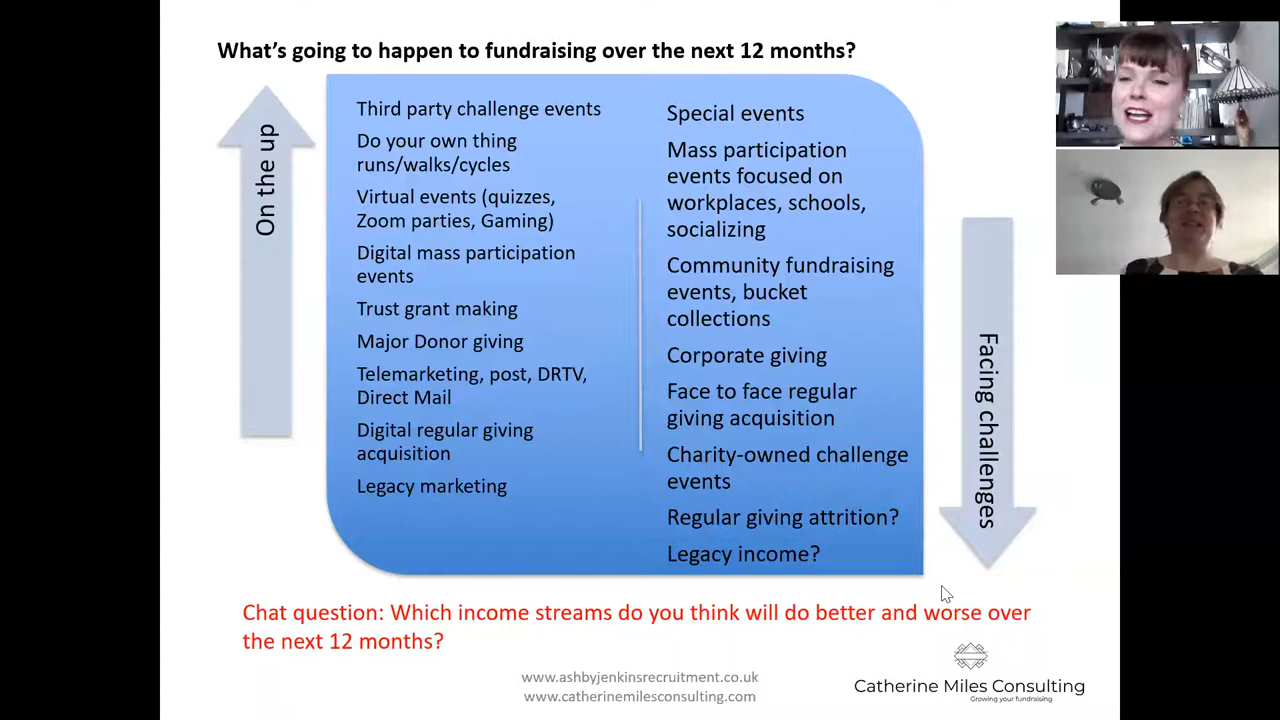 What's going to happen to fundraising over the next 12 months?
On the up
Third party challenge events
Do your own thing
runs/walks/cycles
Virtual events (quizzes,
Zoom parties, Gaming)
Digital mass participation
events
Trust grant making
Major Donor giving
Telemarketing, post, DRTV,
Direct Mail
Digital regular giving
acquisition
Legacy marketing
Special events
Mass participation
events focused on
workplaces, schools,
socializing
Community fundraising
events, bucket
collections
Corporate giving
Face to face regular
giving acquisition
Charity-owned challenge
events
Regular giving attrition?
Legacy income?
Facing challenges
Chat question: Which income streams do you think will do better and worse over
the next 12 months?
www.ashbyjenkinsrecruitment.co.uk
www.catherinemilesconsulting.com
Catherine Miles Consulting
Growing your fundraising